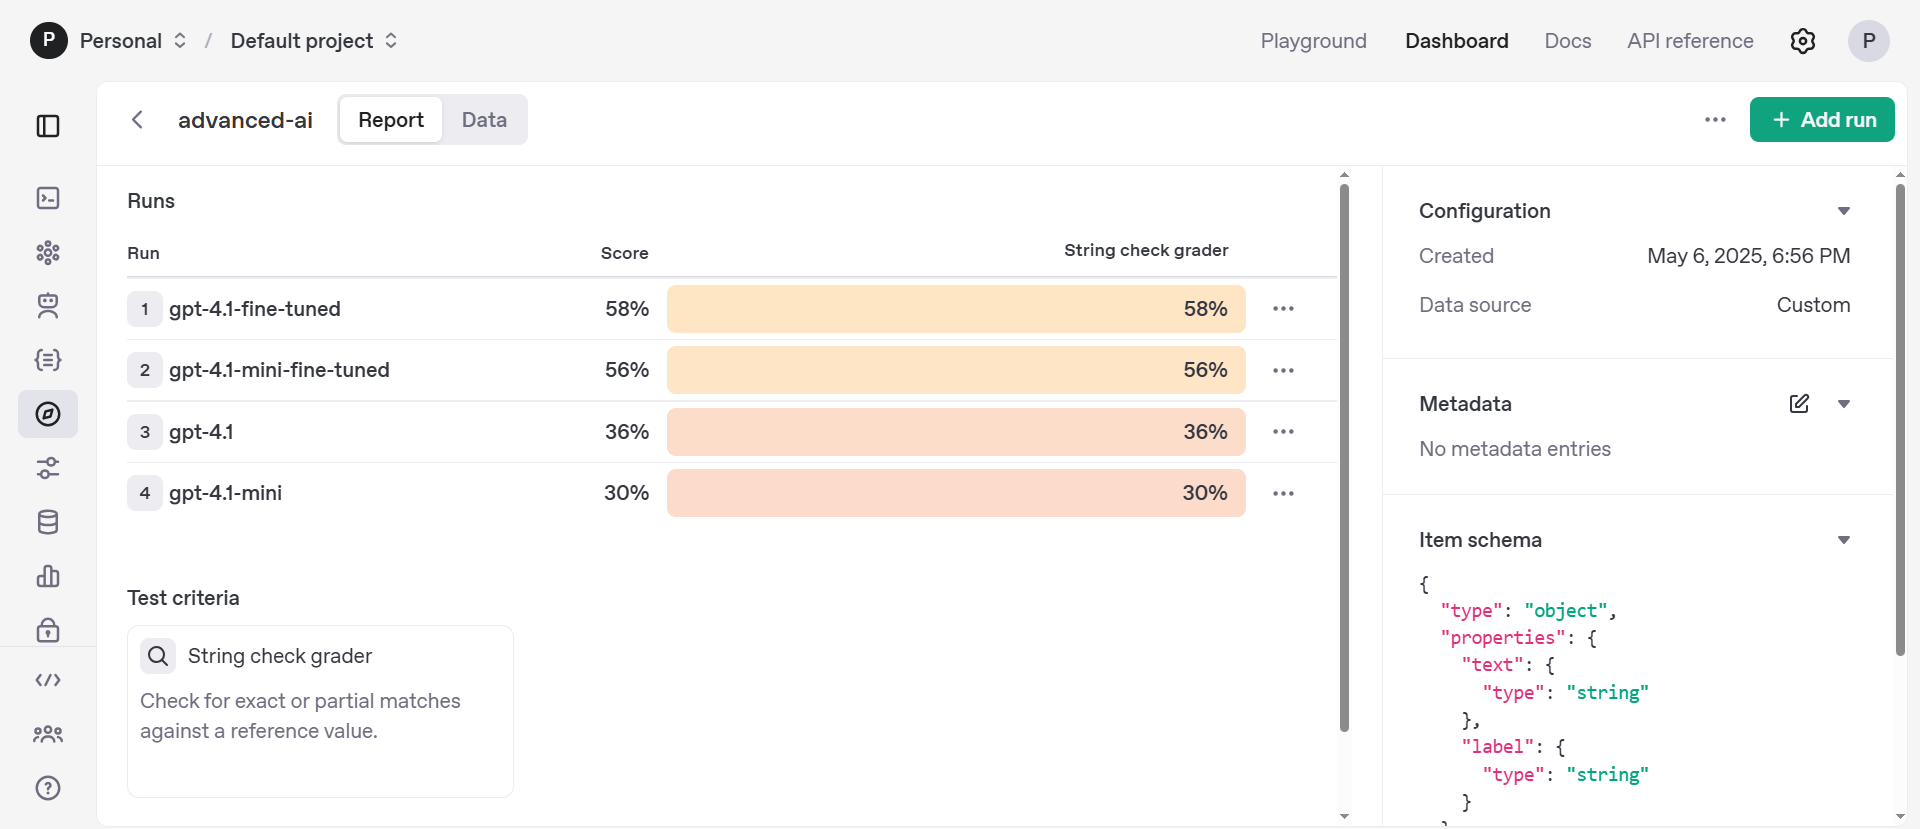 P Personal / Default project Playground Dashboard Docs API reference P
advanced-ai Report Data ··· + Add run
Runs
Run Score String check grader
1 gpt-4.1-fine-tuned 58% 58% ···
2 gpt-4.1-mini-fine-tuned 56% 56% ···
3 gpt-4.1 36% 36% ···
4 gpt-4.1-mini 30% 30% ···
Test criteria
String check grader
Check for exact or partial matches
against a reference value.
Configuration
Created May 6, 2025, 6:56 PM
Data source Custom
Metadata
No metadata entries
Item schema
{
"type": "object",
"properties": {
"text": {
"type": "string"
},
"label": {
"type": "string"
}